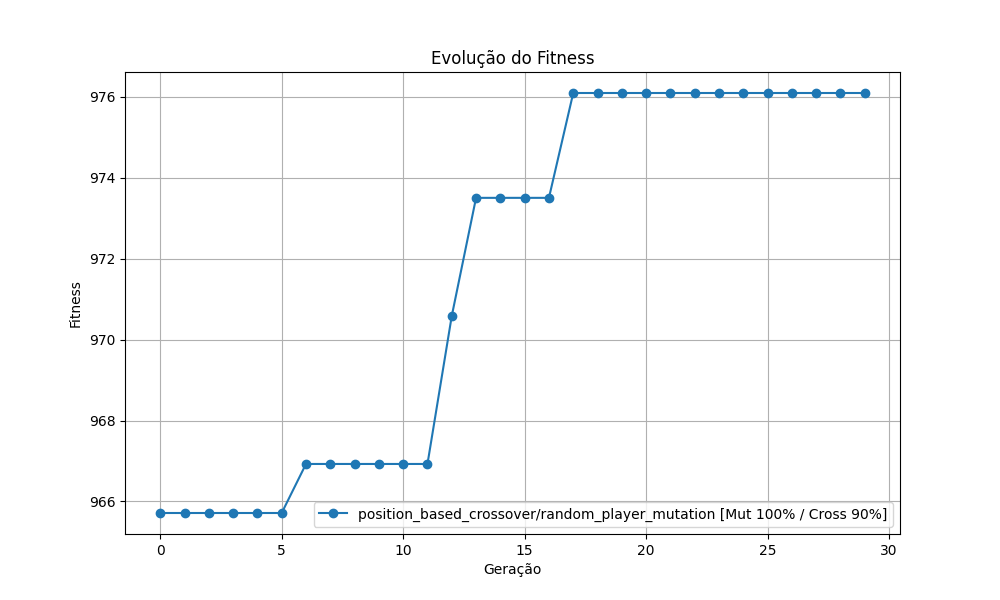 Evolução do Fitness
976
974
972
970
968
966
Fitness
position_based_crossover/random_player_mutation [Mut 100% / Cross 90%]
0 5 10 15 20 25 30
Geração